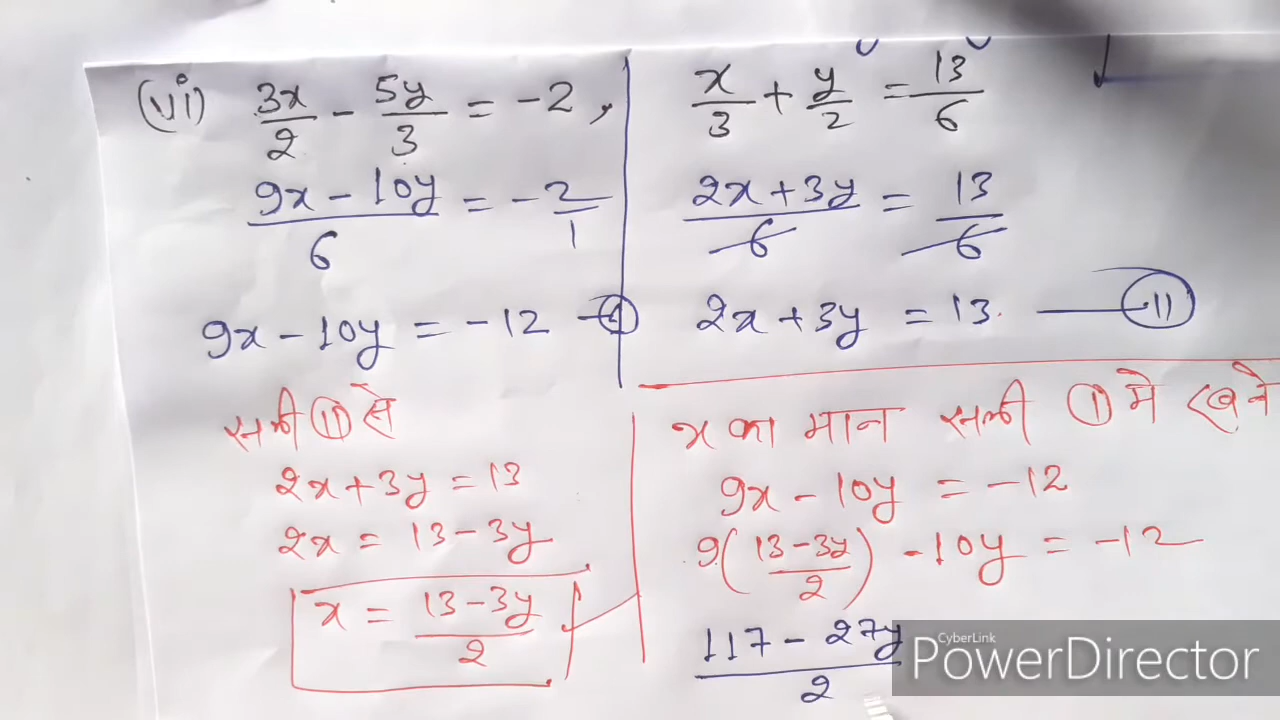 (vi) 3x/2 - 5y/3 = -2,
(9x - 10y)/6 = -2/1
9x - 10y = -12
x/3 + y/2 = 13/6
(2x + 3y)/6 = 13/6
2x + 3y = 13 — (II)
समी (II) से
2x + 3y = 13
2x = 13 - 3y
x = (13 - 3y)/2
x का मान समी (I) मे रखने
9x - 10y = -12
9((13 - 3y)/2) - 10y = -12
(117 - 27y)/2
CyberLink
PowerDirector